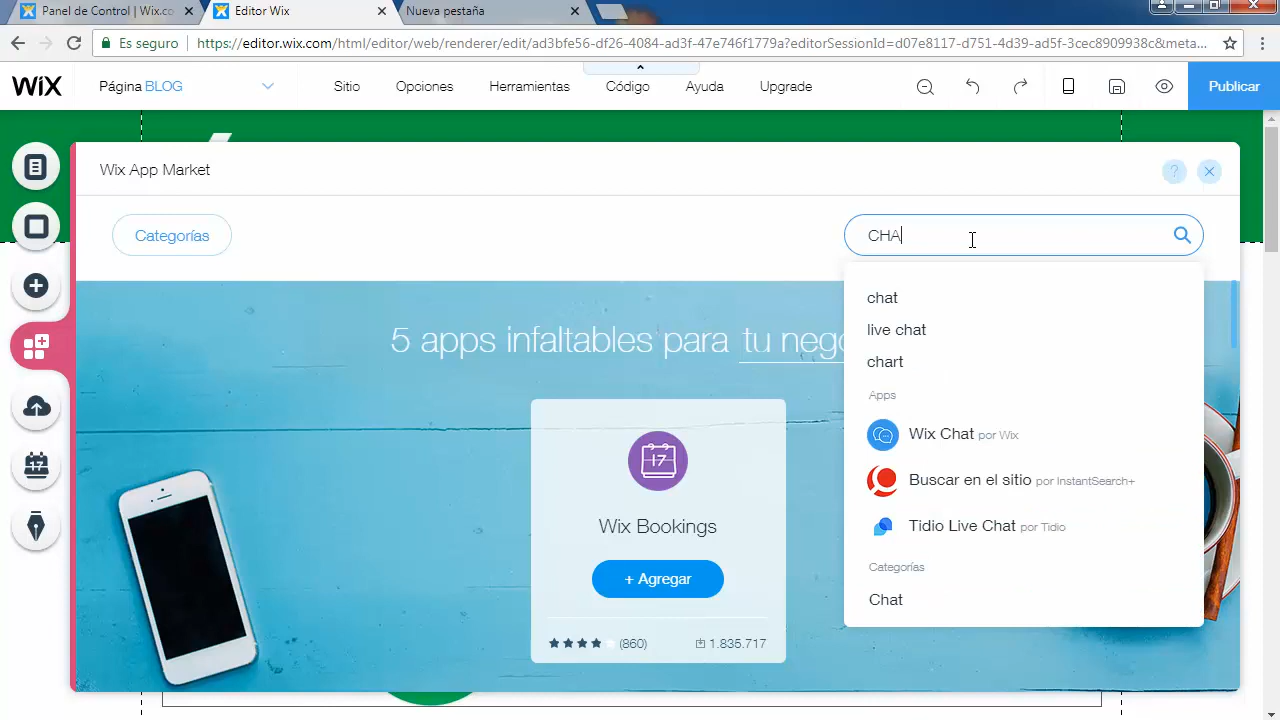 Panel de Control | Wix.co
Editor Wix
Nueva pestaña
Es seguro
https://editor.wix.com/html/editor/web/renderer/edit/ad3bfe56-df26-4084-ad3f-47e746f1779a?editorSessionId=d07e8117-d751-4d39-ad5f-3cec8909938c&meta...
WiX
Página BLOG
Sitio
Opciones
Herramientas
Código
Ayuda
Upgrade
Publicar
Wix App Market
?
Categorías
CHA
chat
live chat
chart
Apps
Wix Chat por Wix
Buscar en el sitio por InstantSearch+
Tidio Live Chat por Tidio
Categorías
Chat
5 apps infaltables para tu nego
17
Wix Bookings
+ Agregar
(860)
1.835.717
17